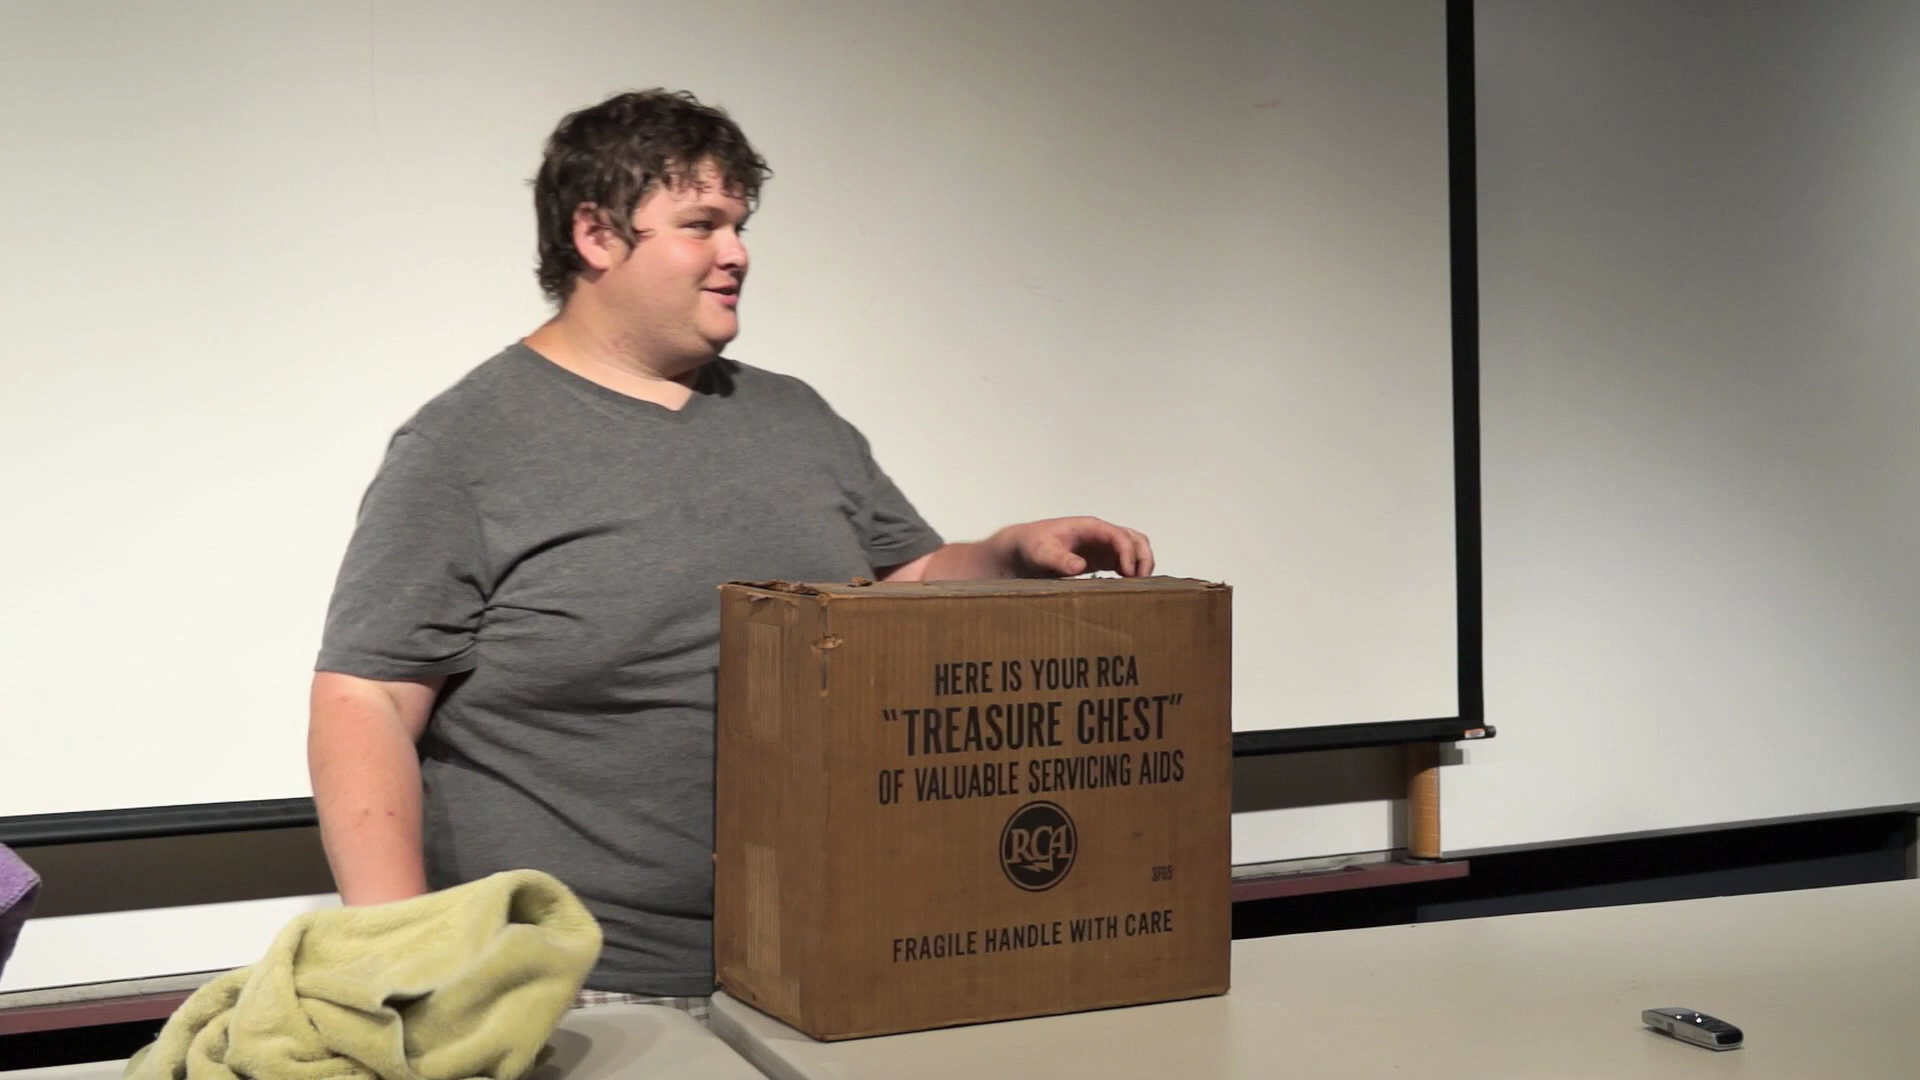 HERE IS YOUR RCA
"TREASURE CHEST"
OF VALUABLE SERVICING AIDS
RCA
3F65
FRAGILE HANDLE WITH CARE